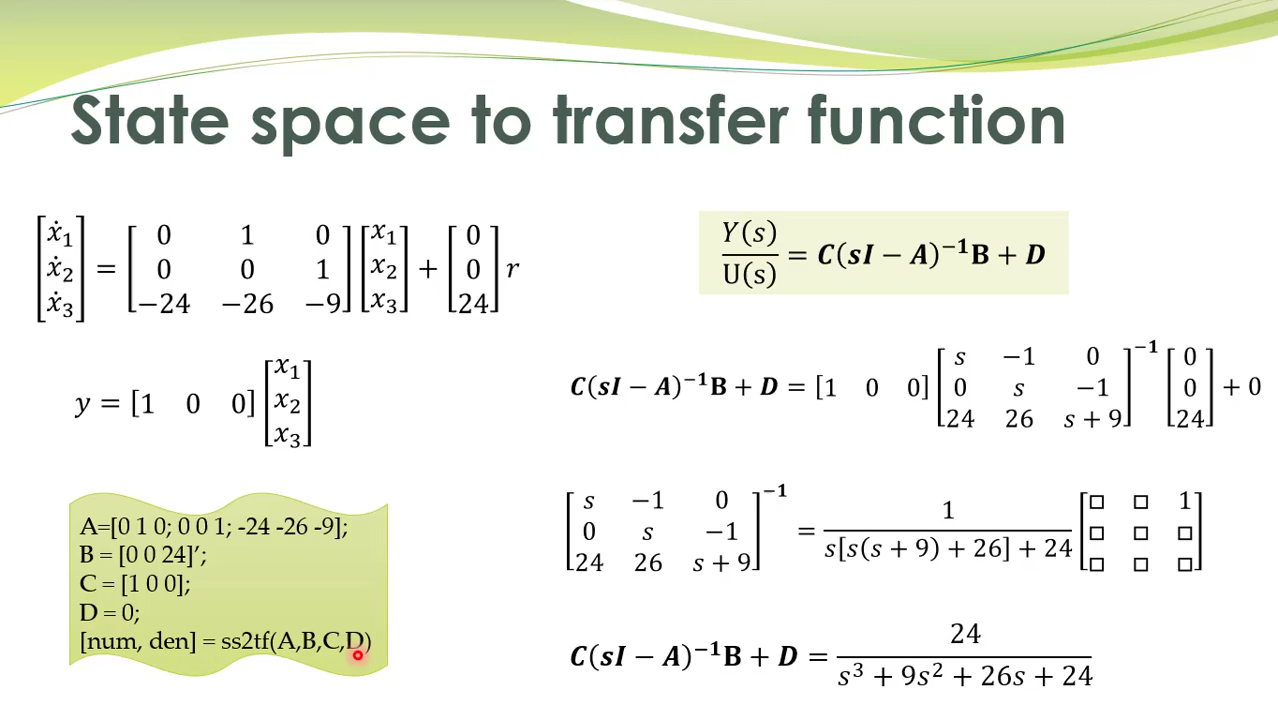 State space to transfer function
[ẋ₁; ẋ₂; ẋ₃] = [0 1 0; 0 0 1; −24 −26 −9] [x₁; x₂; x₃] + [0; 0; 24] r
Y(s)/U(s) = C(sI − A)⁻¹B + D
y = [1 0 0] [x₁; x₂; x₃]
C(sI − A)⁻¹B + D = [1 0 0] [s −1 0; 0 s −1; 24 26 s + 9]⁻¹ [0; 0; 24] + 0
[s −1 0; 0 s −1; 24 26 s + 9]⁻¹ = 1/(s[s(s + 9) + 26] + 24) [□ □ 1; □ □ □; □ □ □]
C(sI − A)⁻¹B + D = 24/(s³ + 9s² + 26s + 24)
A=[0 1 0; 0 0 1; -24 -26 -9];
B = [0 0 24]’;
C = [1 0 0];
D = 0;
[num, den] = ss2tf(A,B,C,D)